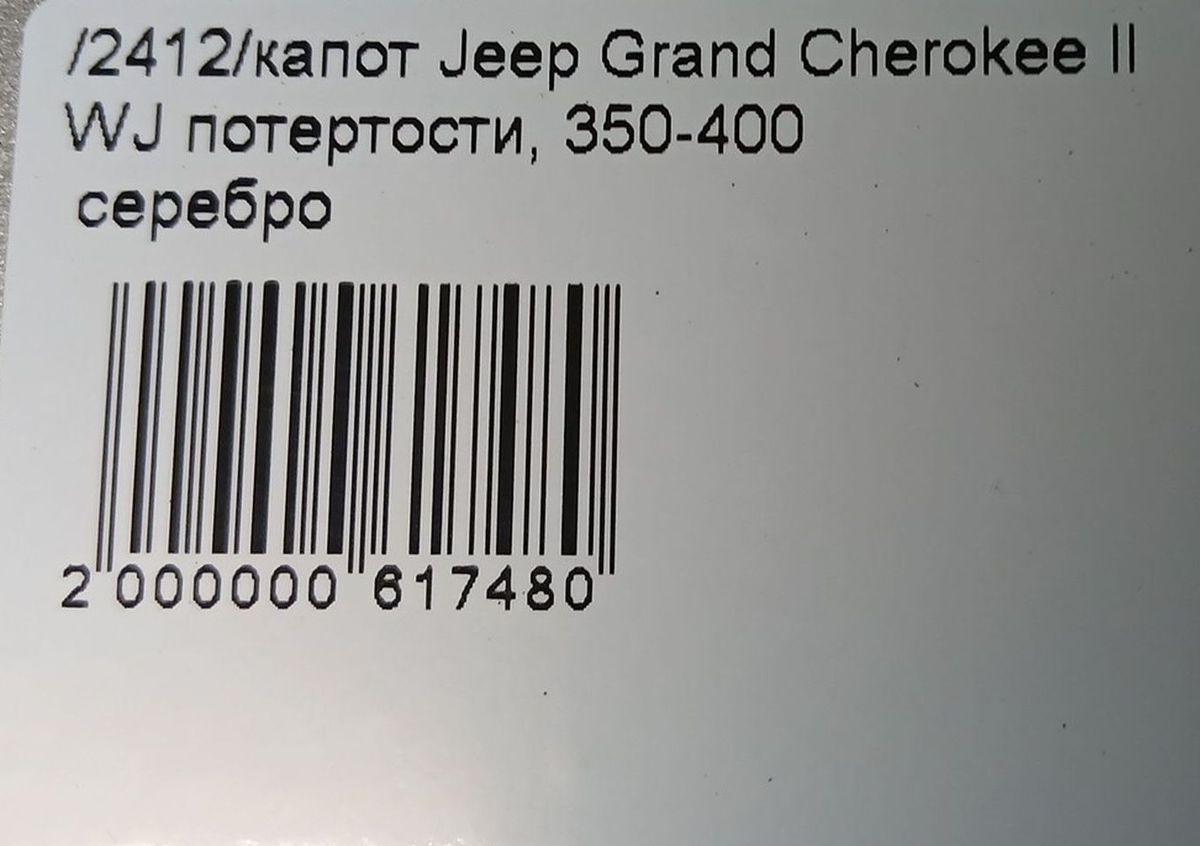 /2412/капот Jeep Grand Cherokee II
WJ потертости, 350-400
серебро
2 000000 617480